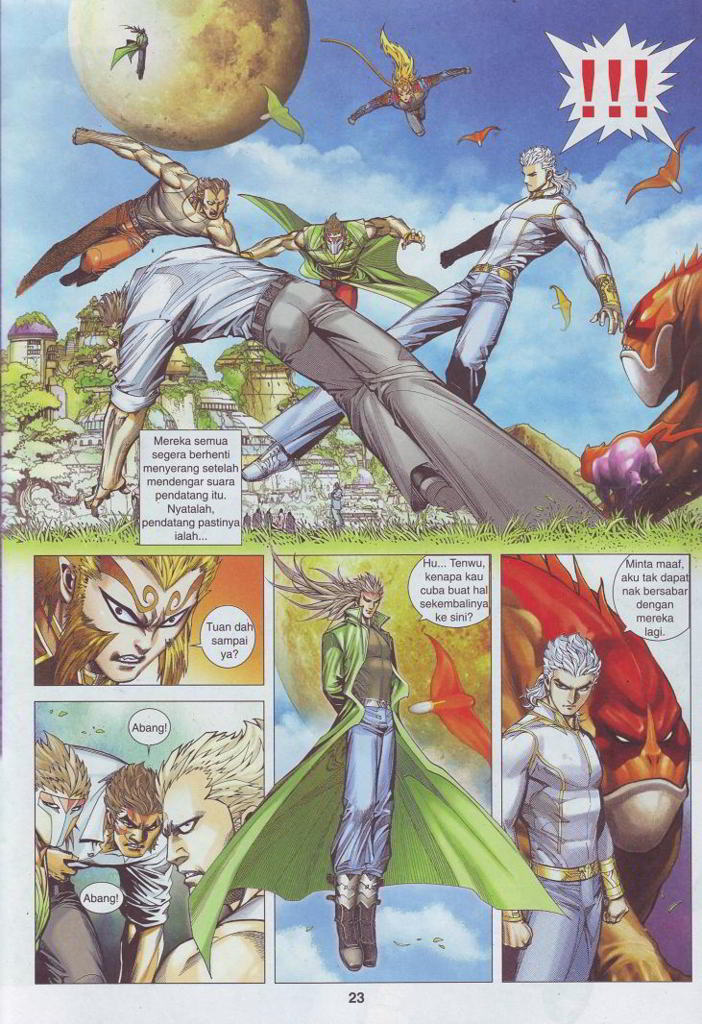 !!!
Mereka semua
segera berhenti
menyerang setelah
mendengar suara
pendatang itu.
Nyatalah,
pendatang pastinya
ialah...
Tuan dah
sampai
ya?
Abang!
Abang!
Hu... Tenwu,
kenapa kau
cuba buat hal
sekembalinya
ke sini?
Minta maaf,
aku tak dapat
nak bersabar
dengan
mereka
lagi.
23